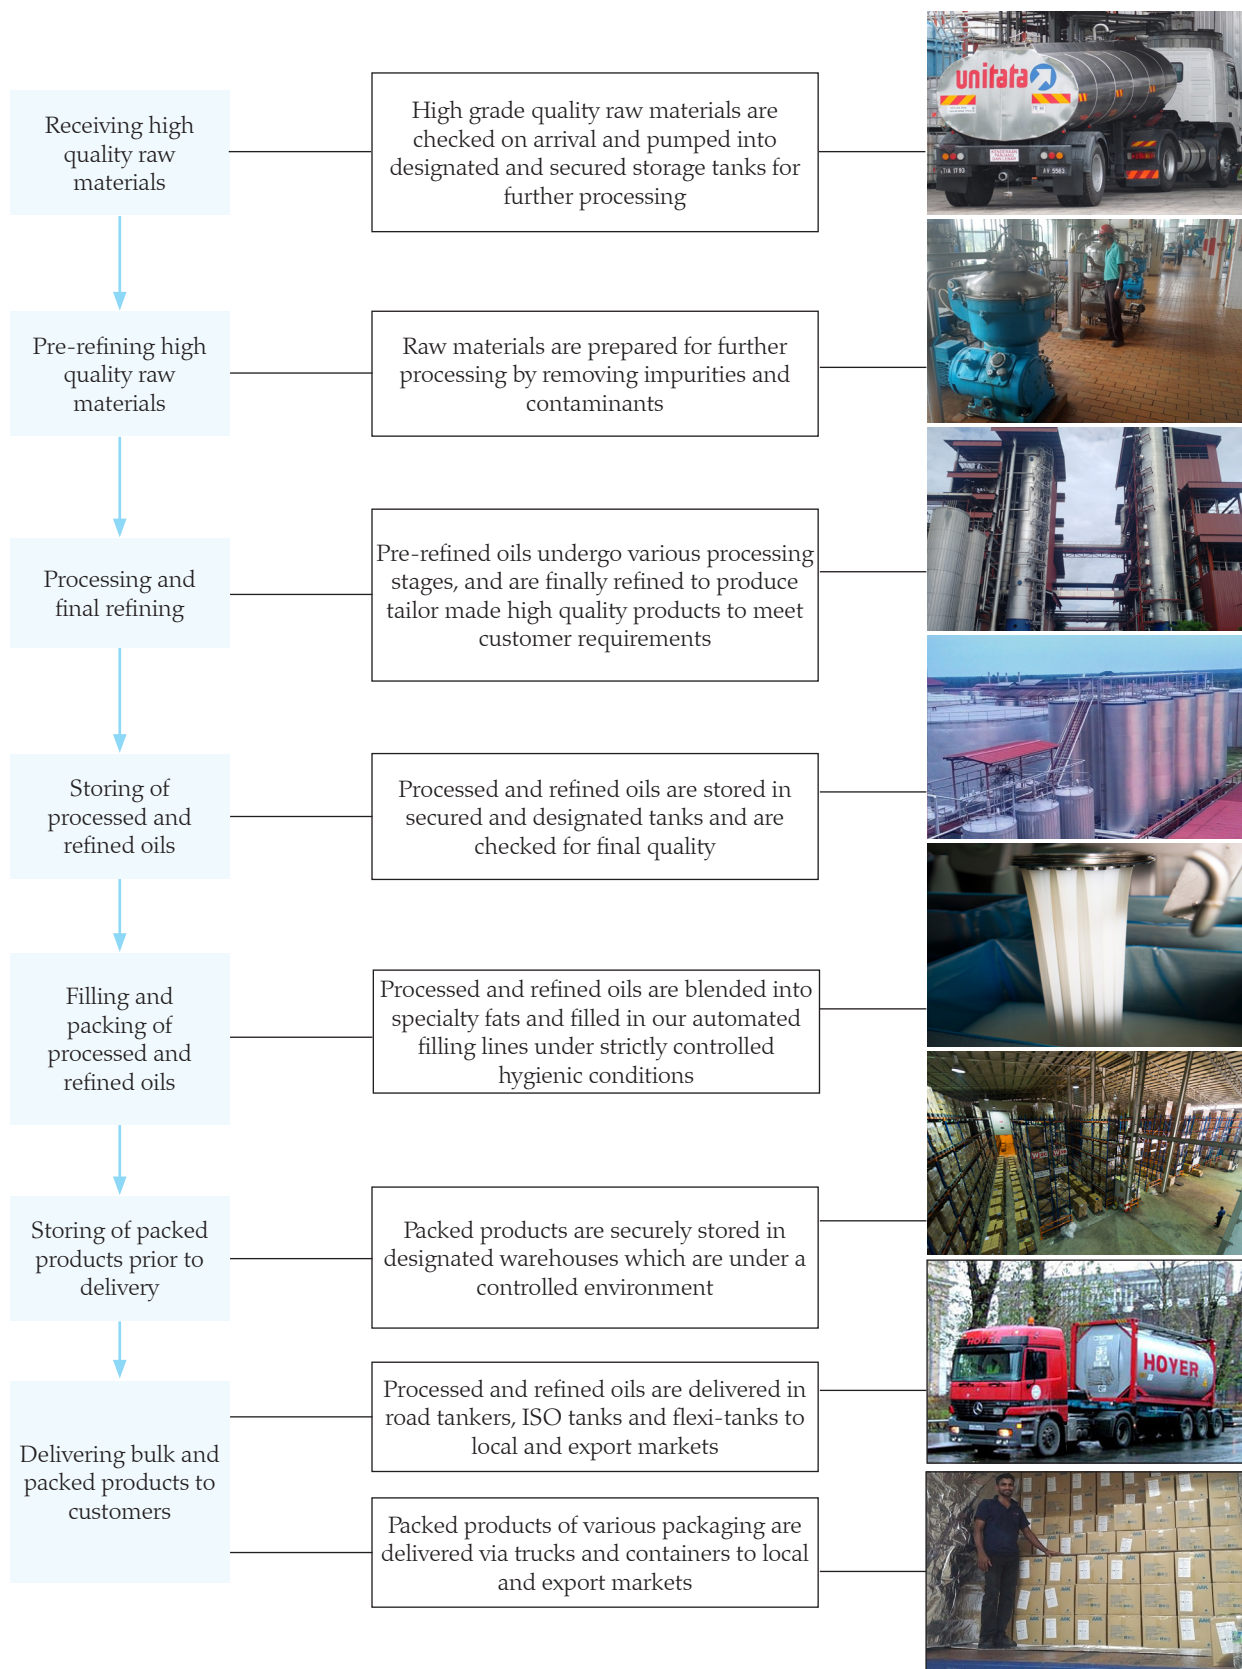 unitata
Receiving high
quality raw
materials
High grade quality raw materials are
checked on arrival and pumped into
designated and secured storage tanks for
further processing
Pre-refining high
quality raw
materials
Raw materials are prepared for further
processing by removing impurities and
contaminants
Processing and
final refining
Pre-refined oils undergo various processing
stages, and are finally refined to produce
tailor made high quality products to meet
customer requirements
Storing of
processed and
refined oils
Processed and refined oils are stored in
secured and designated tanks and are
checked for final quality
Filling and
packing of
processed and
refined oils
Processed and refined oils are blended into
specialty fats and filled in our automated
filling lines under strictly controlled
hygienic conditions
Storing of packed
products prior to
delivery
Packed products are securely stored in
designated warehouses which are under a
controlled environment
Delivering bulk and
packed products to
customers
Processed and refined oils are delivered in
road tankers, ISO tanks and flexi-tanks to
local and export markets
HOYER
HOYER
Packed products of various packaging are
delivered via trucks and containers to local
and export markets
AAK